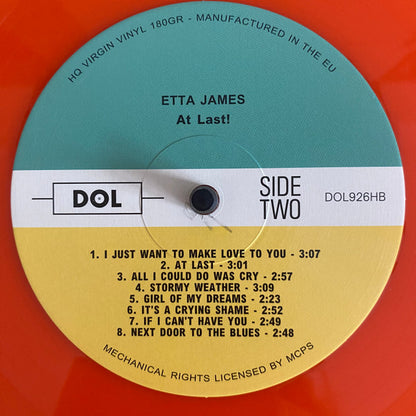 HQ VIRGIN VINYL 180GR - MANUFACTURED IN THE EU
ETTA JAMES
At Last!
DOL
SIDE
TWO
DOL926HB
1. I JUST WANT TO MAKE LOVE TO YOU - 3:07
2. AT LAST - 3:01
3. ALL I COULD DO WAS CRY - 2:57
4. STORMY WEATHER - 3:09
5. GIRL OF MY DREAMS - 2:23
6. IT'S A CRYING SHAME - 2:52
7. IF I CAN'T HAVE YOU - 2:49
8. NEXT DOOR TO THE BLUES - 2:48
MECHANICAL RIGHTS LICENSED BY MCPS